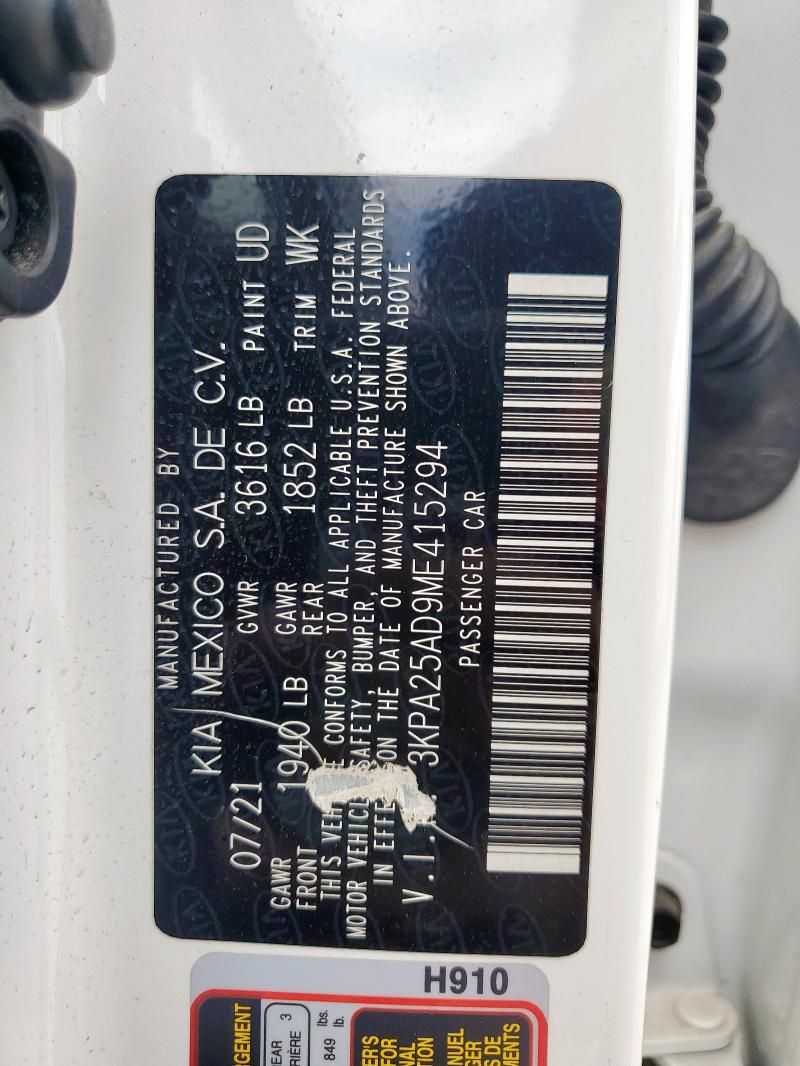 MANUFACTURED BY
KIA MEXICO S.A. DE C.V.
07/21 GVWR 3616 LB PAINT UD
GAWR FRONT 1940 LB GAWR REAR 1852 LB TRIM WK
THIS CONFORMS TO ALL APPLICABLE U.S.A. FEDERAL
MOTOR VEHICLE SAFETY, BUMPER, AND THEFT PREVENTION STANDARDS
IN ON THE DATE OF MANUFACTURE SHOWN ABOVE.
3KPA25AD9ME415294
PASSENGER CAR
H910
3
849 lbs.
lb.